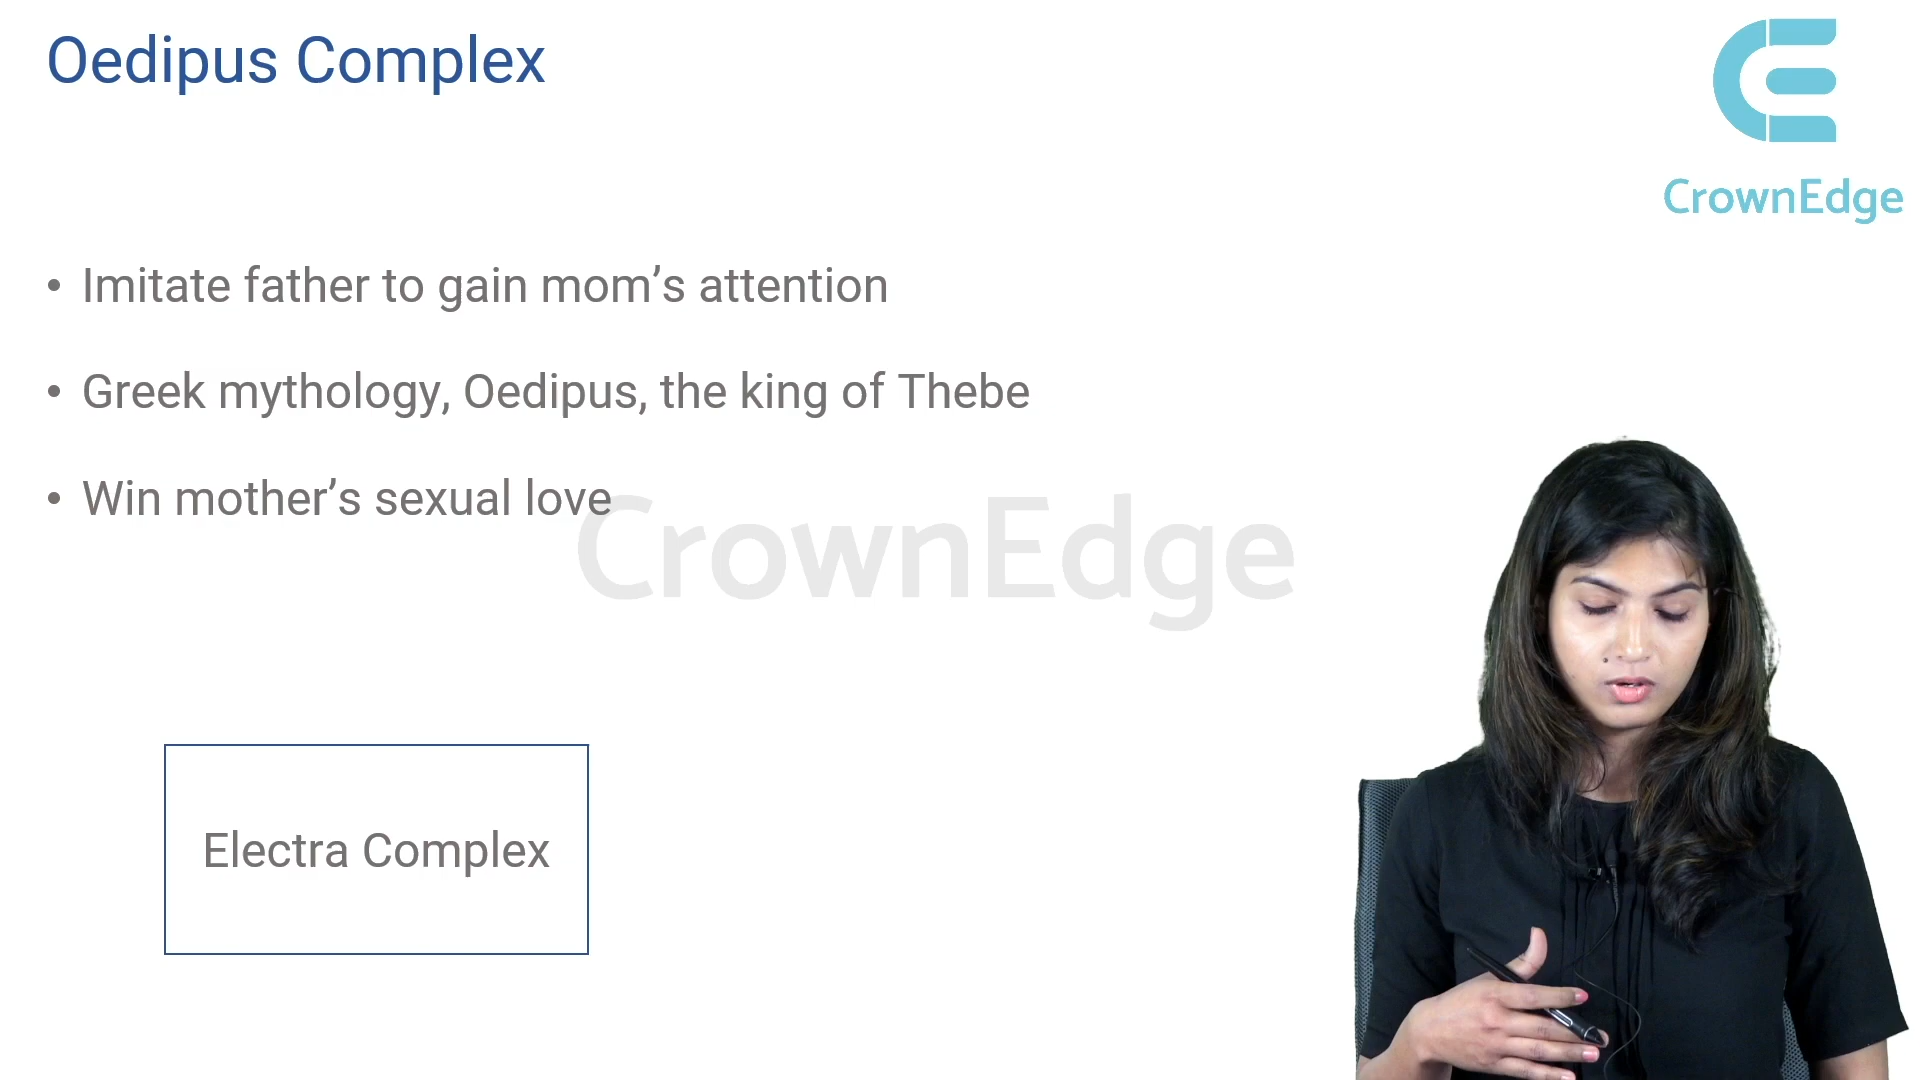 Oedipus Complex
CrownEdge
• Imitate father to gain mom’s attention
• Greek mythology, Oedipus, the king of Thebe
• Win mother’s sexual love
CrownEdge
Electra Complex